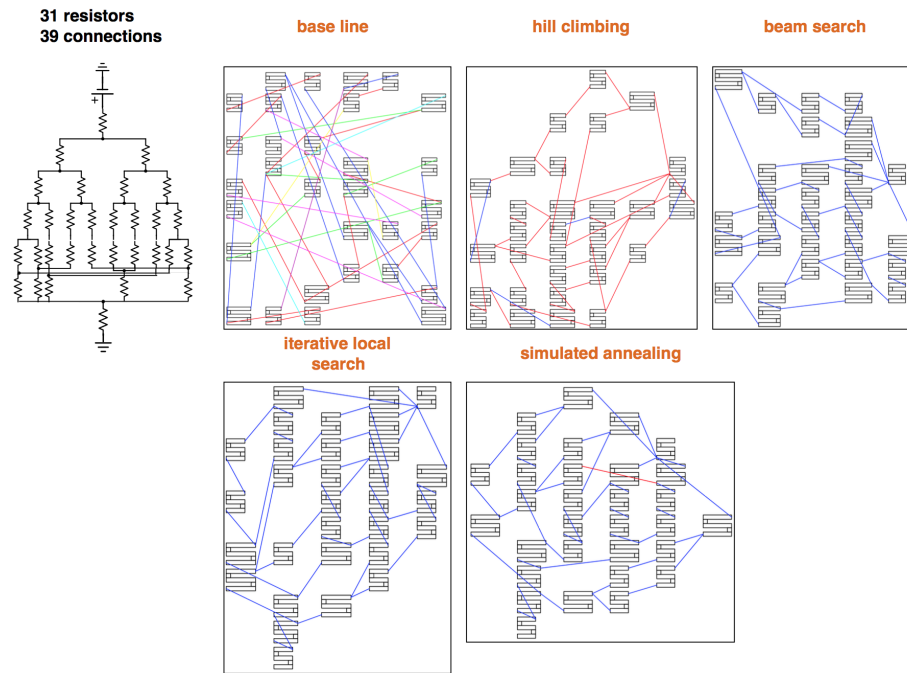 31 resistors
39 connections
base line
hill climbing
beam search
+
iterative local
search
simulated annealing